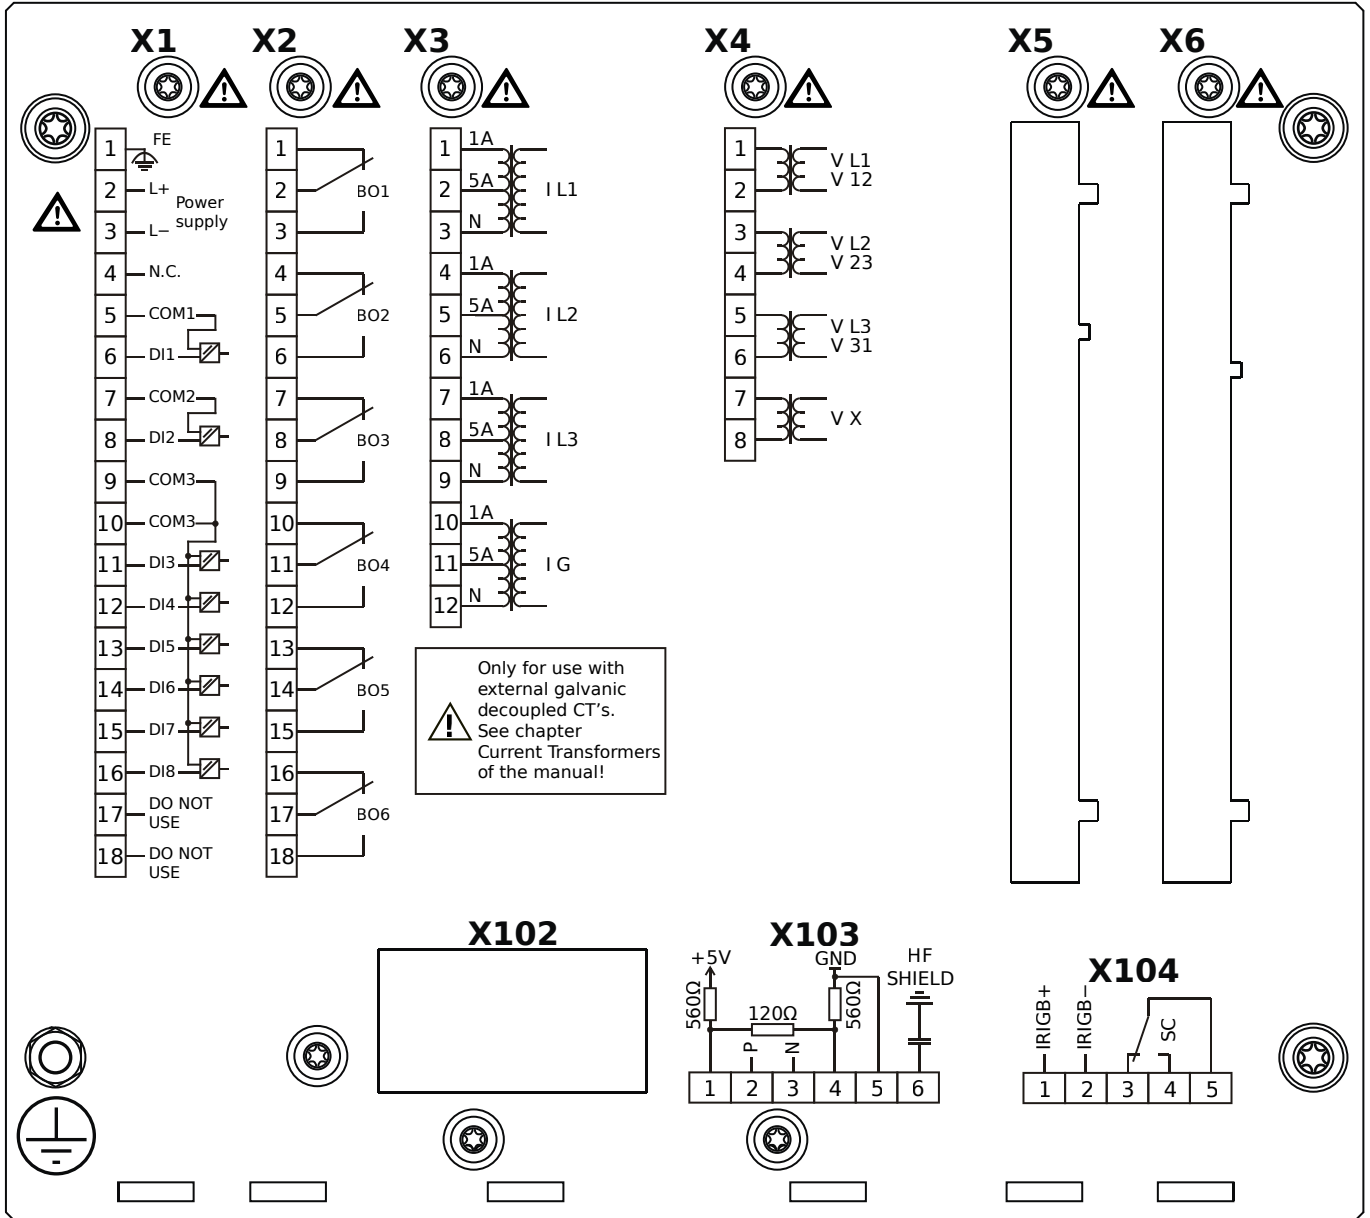 X1 X2 X3 X4 X5 X6
1 FE
2 L+
Power
supply
3 L−
4 N.C.
5 COM1
6 DI1
7 COM2
8 DI2
9 COM3
10 COM3
11 DI3
12 DI4
13 DI5
14 DI6
15 DI7
16 DI8
17 DO NOT
USE
18 DO NOT
USE
1
2 BO1
3
4
5 BO2
6
7
8 BO3
9
10
11 BO4
12
13
14 BO5
15
16
17 BO6
18
1 1A
2 5A I L1
3 N
4 1A
5 5A I L2
6 N
7 1A
8 5A I L3
9 N
10 1A
11 5A I G
12 N
Only for use with
external galvanic
decoupled CT's.
See chapter
Current Transformers
of the manual!
1 V L1
2 V 12
3 V L2
4 V 23
5 V L3
6 V 31
7 V X
8
X102
X103
+5V GND HF
SHIELD
560Ω 120Ω 560Ω
P N
1 2 3 4 5 6
X104
IRIGB+ IRIGB− SC
1 2 3 4 5